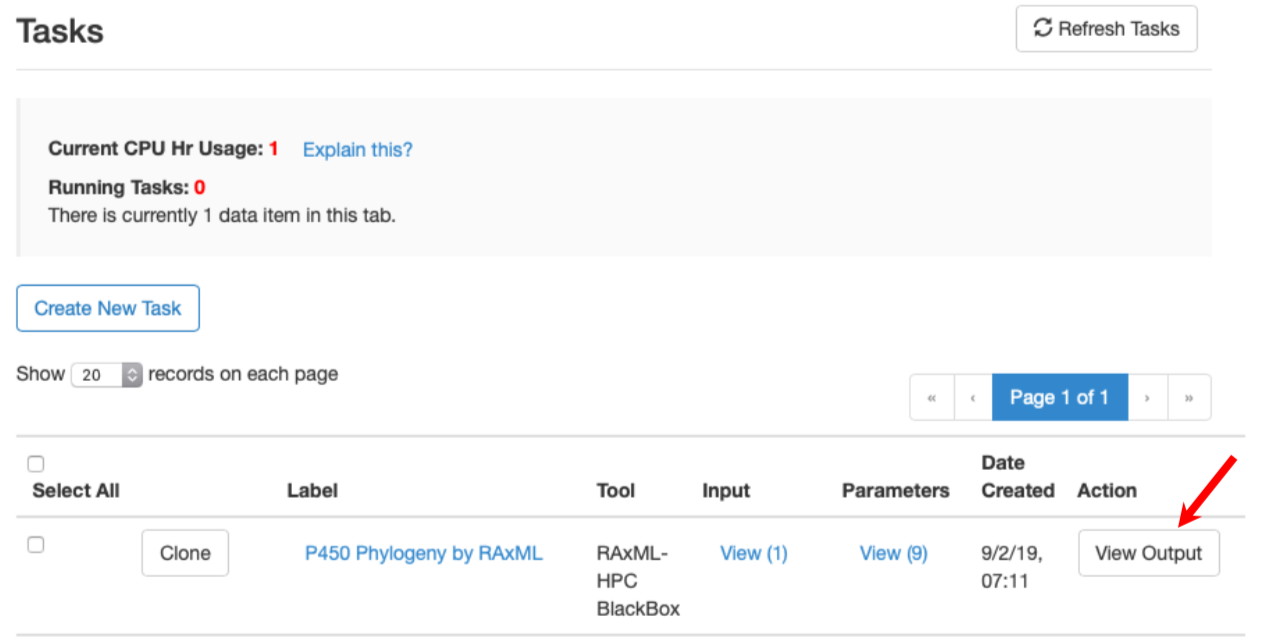 Tasks
Refresh Tasks
Current CPU Hr Usage: 1 Explain this?
Running Tasks: 0
There is currently 1 data item in this tab.
Create New Task
Show 20 records on each page
« ‹ Page 1 of 1 › »
Select All Label Tool Input Parameters Date Created Action
Clone P450 Phylogeny by RAxML RAxML- View (1) View (9) 9/2/19, View Output
HPC 07:11
BlackBox